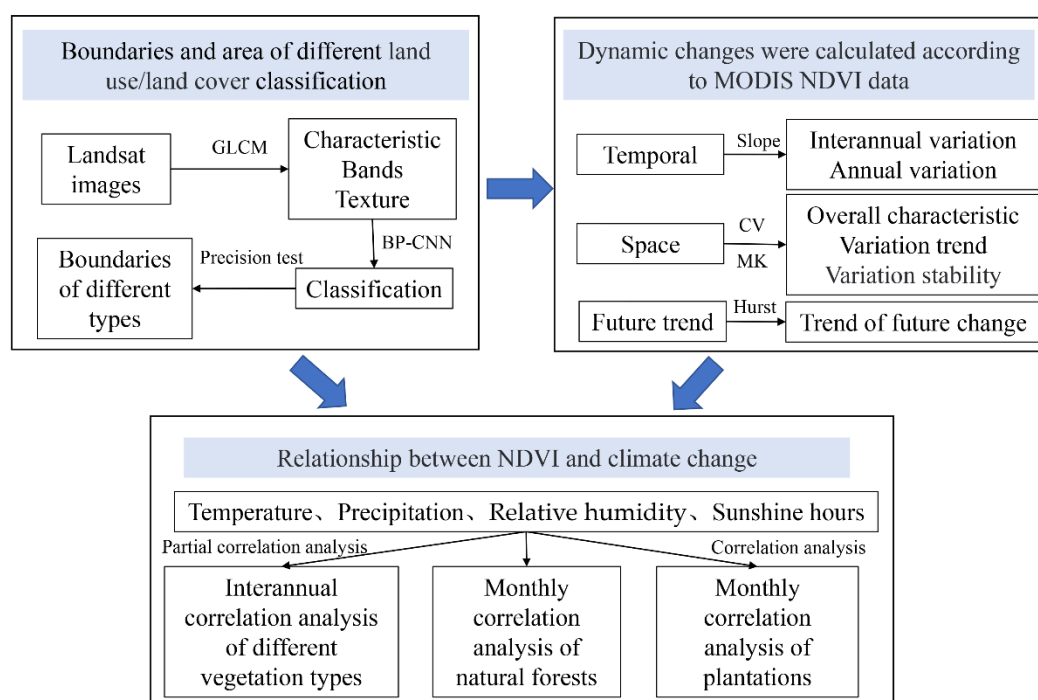 Boundaries and area of different land
use/land cover classification
Landsat
images
GLCM
Characteristic
Bands
Texture
BP-CNN
Classification
Precision test
Boundaries
of different
types
Dynamic changes were calculated according
to MODIS NDVI data
Temporal
Slope
Interannual variation
Annual variation
Space
CV
MK
Overall characteristic
Variation trend
Variation stability
Future trend
Hurst
Trend of future change
Relationship between NDVI and climate change
Temperature、Precipitation、Relative humidity、Sunshine hours
Partial correlation analysis
Correlation analysis
Interannual
correlation analysis
of different
vegetation types
Monthly
correlation
analysis of
natural forests
Monthly
correlation
analysis of
plantations